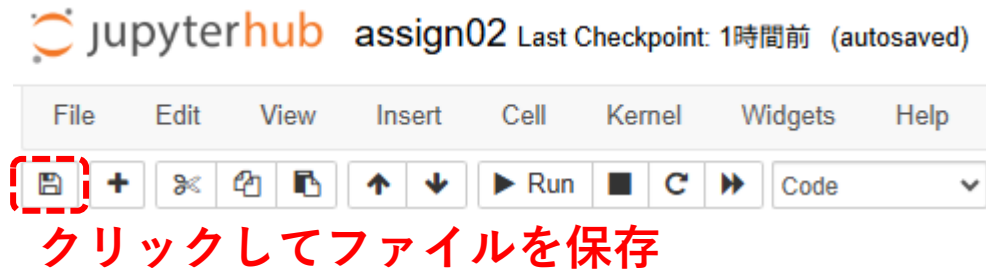 jupyterhub assign02 Last Checkpoint: 1時間前 (autosaved)
File Edit View Insert Cell Kernel Widgets Help
Run Code
クリックしてファイルを保存